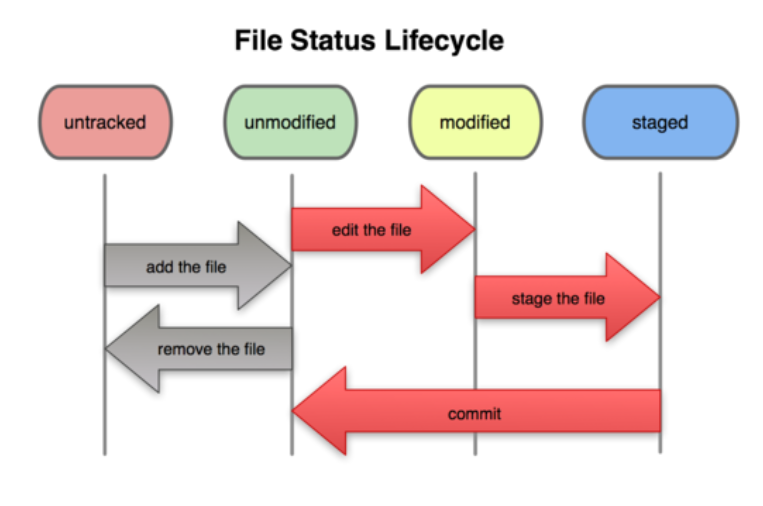 File Status Lifecycle
untracked
unmodified
modified
staged
edit the file
add the file
stage the file
remove the file
commit